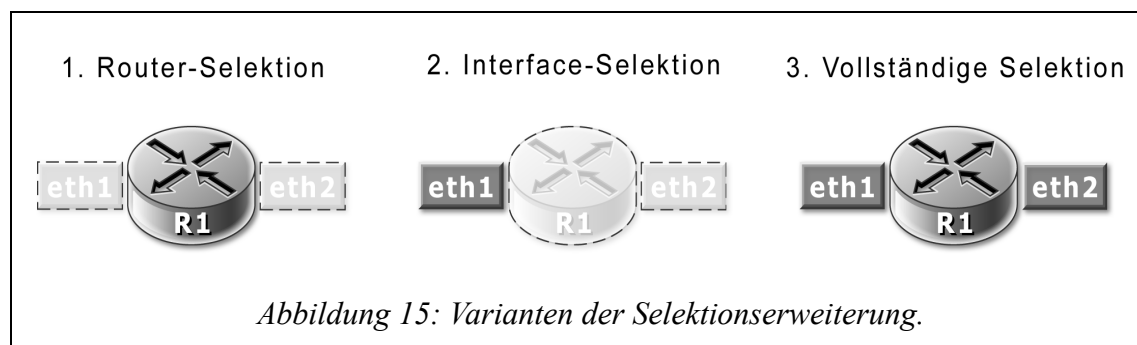 1. Router-Selektion
2. Interface-Selektion
3. Vollständige Selektion
eth1
R1
eth2
eth1
R1
eth2
eth1
R1
eth2
Abbildung 15: Varianten der Selektionserweiterung.